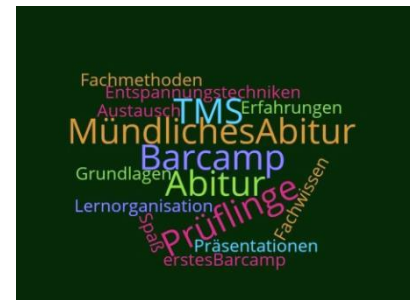 Fachmethoden
Entspannungstechniken
Austausch TMS Erfahrungen
MündlichesAbitur
Barcamp
Grundlagen Abitur
Fachwissen
Lernorganisation
Prüflinge
Spaß
Präsentationen
erstesBarcamp